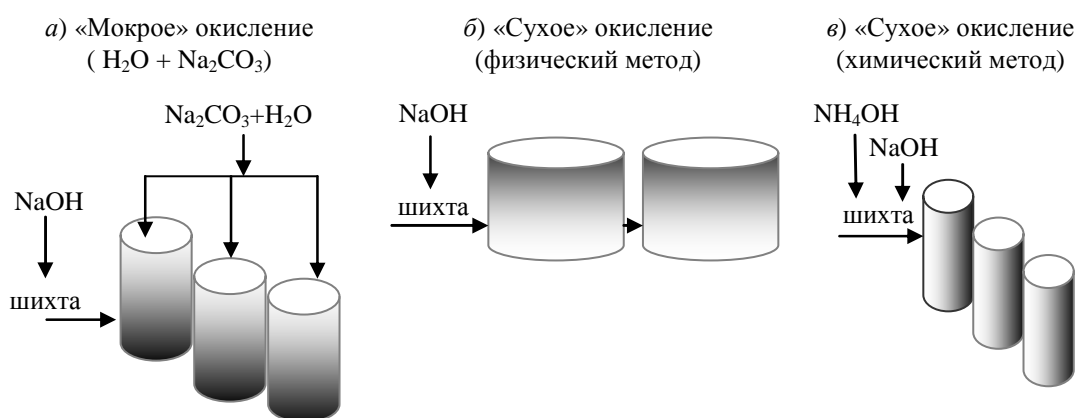 а) «Мокрое» окисление
( H₂O + Na₂CO₃)
Na₂CO₃+H₂O
NaOH
шихта
б) «Сухое» окисление
(физический метод)
NaOH
шихта
в) «Сухое» окисление
(химический метод)
NH₄OH
NaOH
шихта